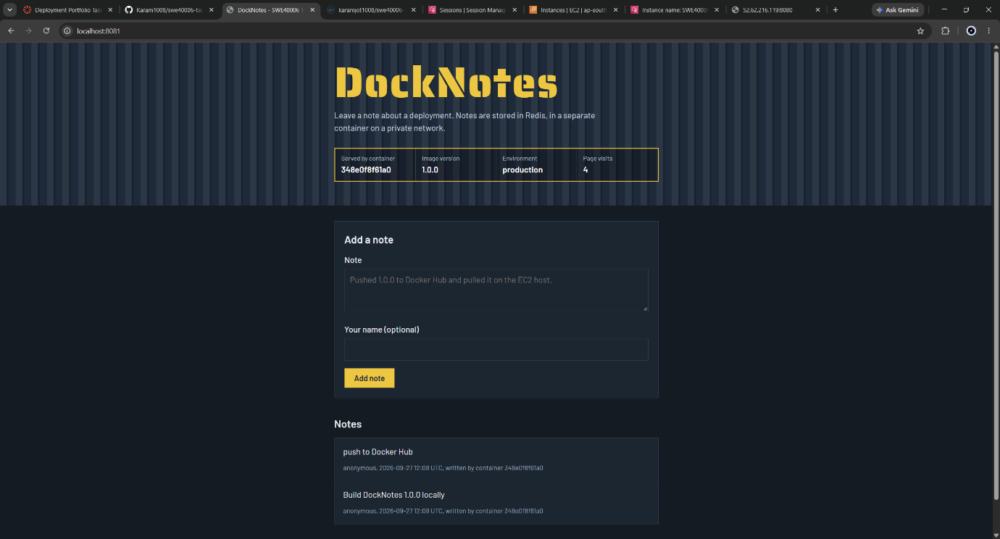 Deployment Portfolio Task
Karam1008/swe40006-ta
DockNotes - SWE40006 T
karamjot1008/swe40006-
Sessions | Session Manag
Instances | EC2 | ap-south
Instance name: SWE4000
52.62.216.119:8080
Ask Gemini
localhost:8081
DockNotes
Leave a note about a deployment. Notes are stored in Redis, in a separate
container on a private network.
Served by container
348e0f8f61a0
Image version
1.0.0
Environment
production
Page visits
4
Add a note
Note
Pushed 1.0.0 to Docker Hub and pulled it on the EC2 host.
Your name (optional)
Add note
Notes
push to Docker Hub
anonymous, 2026-09-27 12:08 UTC, written by container 348e0f8f61a0
Build DockNotes 1.0.0 locally
anonymous, 2026-09-27 12:08 UTC, written by container 348e0f8f61a0